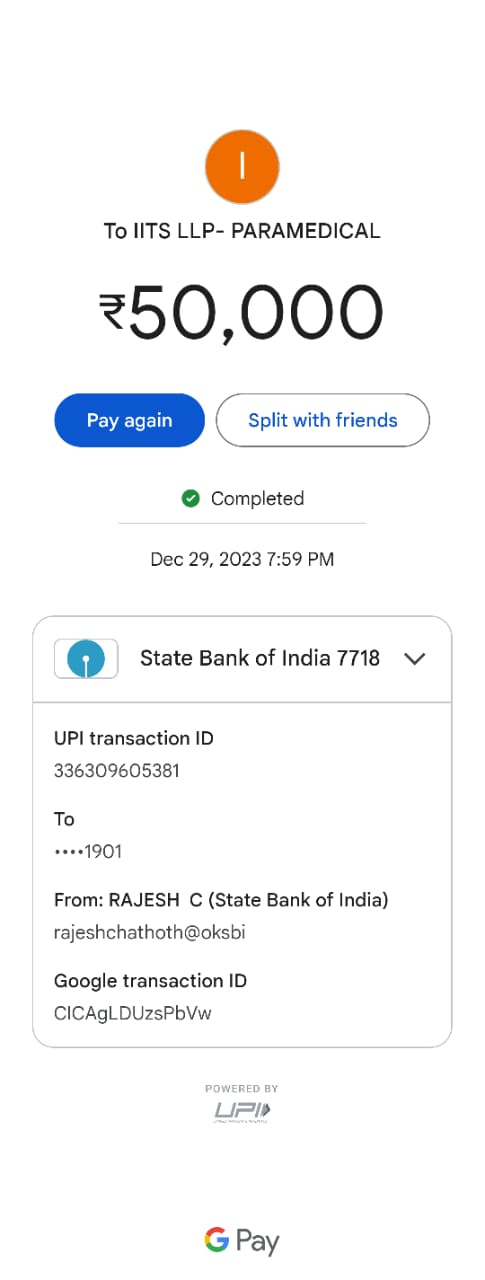 I
To IITS LLP- PARAMEDICAL
₹50,000
Pay again
Split with friends
Completed
Dec 29, 2023 7:59 PM
State Bank of India 7718
UPI transaction ID
336309605381
To
••••1901
From: RAJESH C (State Bank of India)
rajeshchathoth@oksbi
Google transaction ID
CICAgLDUzsPbVw
POWERED BY
UPI
G Pay